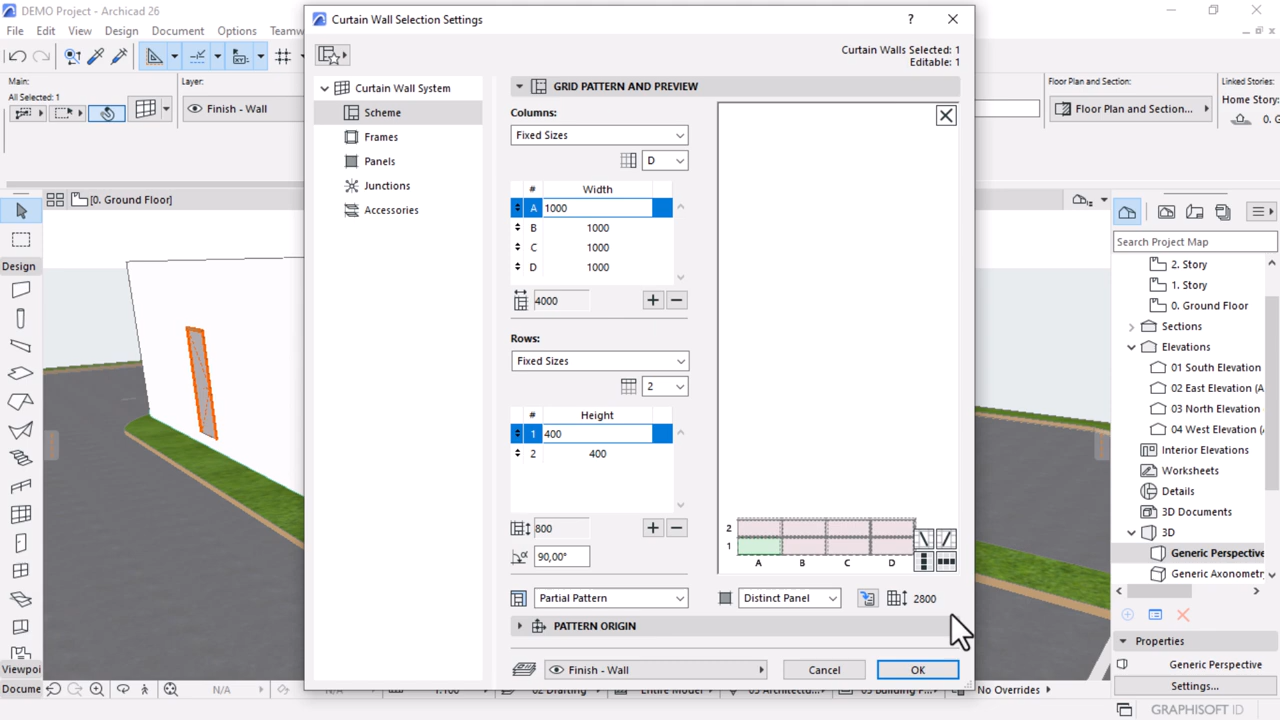 DEMO Project - Archicad 26
File Edit View Design Document Options Teamw
Main:
All Selected: 1
Layer:
Finish - Wall
[0. Ground Floor]
Design
Viewpoi
Docume
N/A
N/A
Curtain Wall Selection Settings
?
Curtain Walls Selected: 1
Editable: 1
Curtain Wall System
Scheme
Frames
Panels
Junctions
Accessories
GRID PATTERN AND PREVIEW
Columns:
Fixed Sizes
D
# Width
A 1000
B 1000
C 1000
D 1000
4000
Rows:
Fixed Sizes
2
# Height
1 400
2 400
800
90,00°
Partial Pattern
2
1
A B C D
Distinct Panel
2800
PATTERN ORIGIN
Finish - Wall
Cancel
OK
No Overrides
Floor Plan and Section:
Floor Plan and Section...
Linked Stories:
Home Story:
Search Project Map
2. Story
1. Story
0. Ground Floor
Sections
Elevations
01 South Elevation
02 East Elevation (A
03 North Elevation
04 West Elevation (A
Interior Elevations
Worksheets
Details
3D Documents
3D
Generic Perspective
Generic Axonometr
Properties
Generic Perspective
Settings...
GRAPHISOFT ID